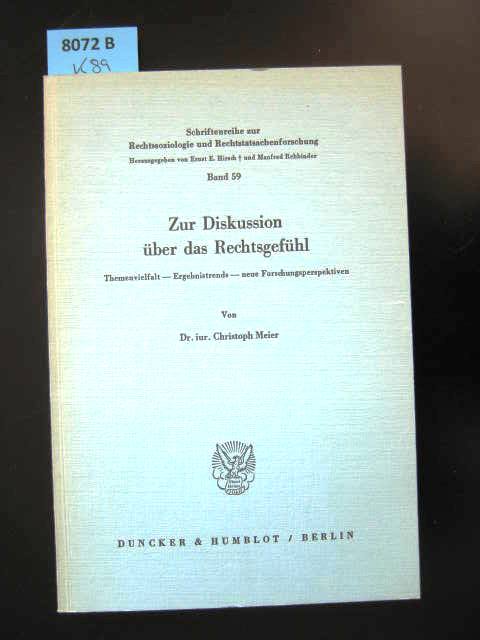 8072 B
K 89
Schriftenreihe zur
Rechtssoziologie und Rechtstatsachenforschung
Herausgegeben von Ernst E. Hirsch † und Manfred Rehbinder
Band 59
Zur Diskussion
über das Rechtsgefühl
Themenvielfalt — Ergebnistrends — neue Forschungsperspektiven
Von
Dr. iur. Christoph Meier
DUNCKER & HUMBLOT / BERLIN